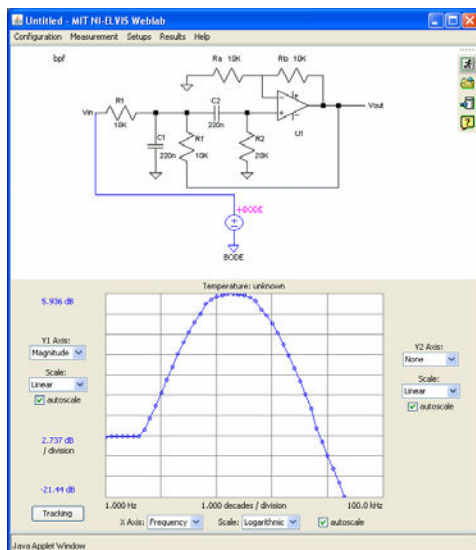 Untitled - MIT NI-ELVIS Weblab
Configuration Measurement Setups Results Help
bpf
Ra 10K Rb 10K
Vin R1 C2 Vout
10K 220n U1
C1 Rf R2
220n 10K 20K
+BODE
BODE
Temperature: unknown
5.936 dB
Y1 Axis:
Magnitude
Scale:
Linear
autoscale
2.737 dB
/ division
-21.44 dB
Tracking
Y2 Axis:
None
Scale:
Linear
autoscale
1.000 Hz 1.000 decades / division 100.0 kHz
X Axis: Frequency Scale: Logarithmic autoscale
Java Applet Window